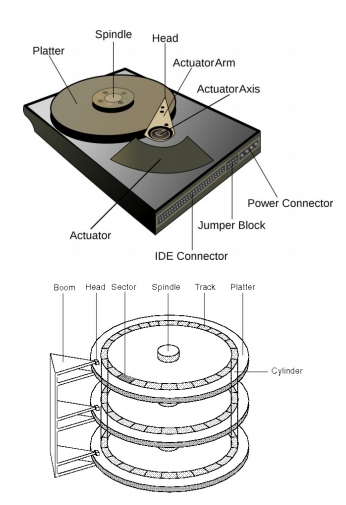 Spindle
Head
Platter
ActuatorArm
ActuatorAxis
Power Connector
Jumper Block
Actuator
IDE Connector
Boom Head Sector Spindle Track Platter
Cylinder